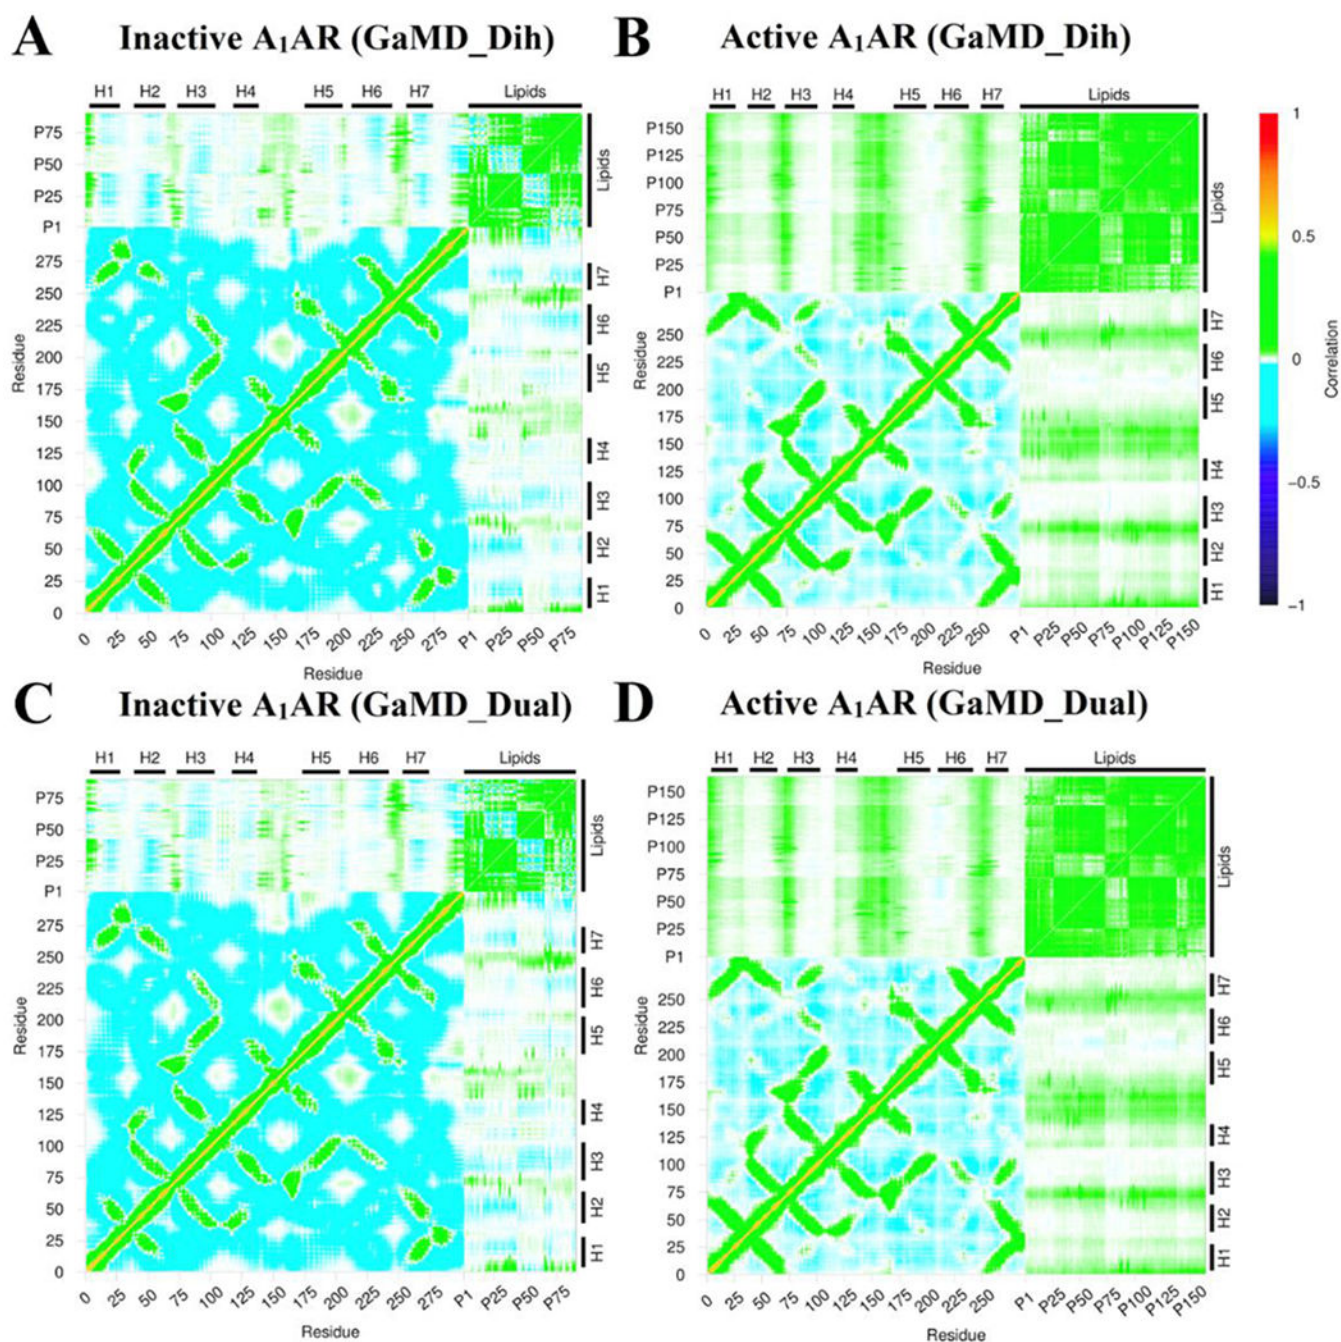 A Inactive A₁AR (GaMD_Dih)
H1 H2 H3 H4 H5 H6 H7 Lipids
P75
P50
P25
P1
275
250
225
200
175
150
125
100
75
50
25
0
Residue
Lipids
H7
H6
H5
H4
H3
H2
H1
0 25 50 75 100 125 150 175 200 225 250 275 P1 P25 P50 P75
Residue
B Active A₁AR (GaMD_Dih)
H1 H2 H3 H4 H5 H6 H7 Lipids
P150
P125
P100
P75
P50
P25
P1
250
225
200
175
150
125
100
75
50
25
0
Residue
Lipids
H7
H6
H5
H4
H3
H2
H1
0 25 50 75 100 125 150 175 200 225 250 P1 P25 P50 P75 P100 P125 P150
Residue
1
0.5
0
−0.5
−1
Correlation
C Inactive A₁AR (GaMD_Dual)
H1 H2 H3 H4 H5 H6 H7 Lipids
P75
P50
P25
P1
275
250
225
200
175
150
125
100
75
50
25
0
Residue
Lipids
H7
H6
H5
H4
H3
H2
H1
0 25 50 75 100 125 150 175 200 225 250 275 P1 P25 P50 P75
Residue
D Active A₁AR (GaMD_Dual)
H1 H2 H3 H4 H5 H6 H7 Lipids
P150
P125
P100
P75
P50
P25
P1
250
225
200
175
150
125
100
75
50
25
0
Residue
Lipids
H7
H6
H5
H4
H3
H2
H1
0 25 50 75 100 125 150 175 200 225 250 P1 P25 P50 P75 P100 P125 P150
Residue